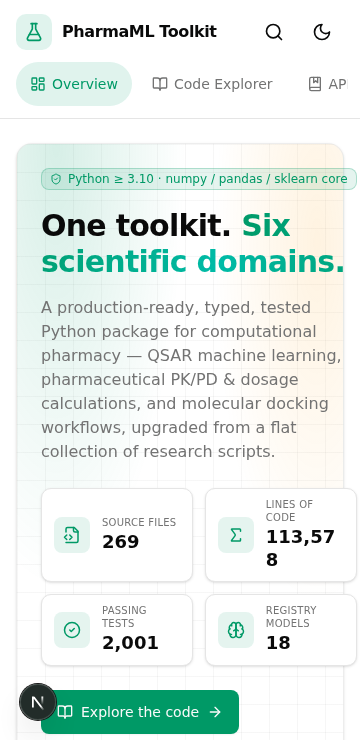 PharmaML Toolkit
Overview
Code Explorer
AP
Python ≥ 3.10 · numpy / pandas / sklearn core
One toolkit. Six
scientific domains.
A production-ready, typed, tested
Python package for computational
pharmacy — QSAR machine learning,
pharmaceutical PK/PD & dosage
calculations, and molecular docking
workflows, upgraded from a flat
collection of research scripts.
SOURCE FILES
269
LINES OF
CODE
113,57
8
PASSING
TESTS
2,001
REGISTRY
MODELS
18
N
Explore the code